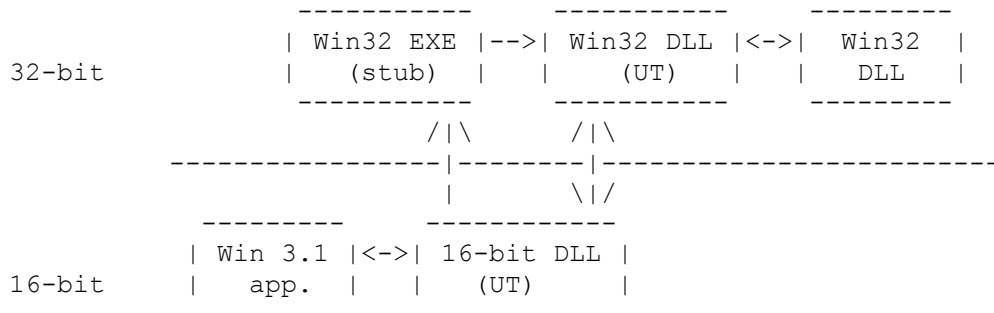 -----------     -----------     ---------
                 | Win32 EXE |-->| Win32 DLL |<->|  Win32  |
32-bit           |   (stub)  |   |    (UT)   |   |   DLL   |
                  -----------     -----------     ---------
                          /|\      /|\
          -----------------|--------|-------------------------
                           |       \|/
            ---------     ------------
           | Win 3.1 |<->| 16-bit DLL |
16-bit     |   app.  |   |   (UT)     |